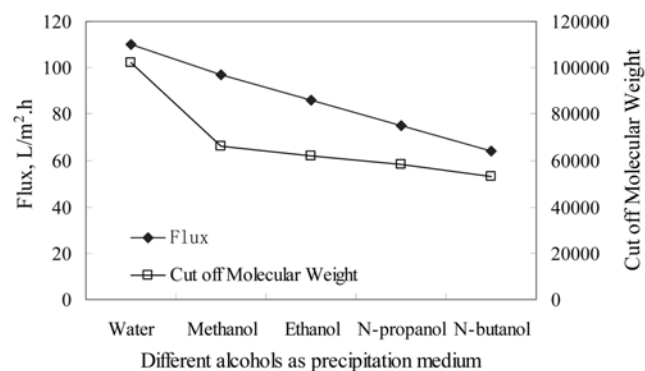 120
100
80
60
40
20
0
Flux, L/m².h
120000
100000
80000
60000
40000
20000
0
Cut off Molecular Weight
Flux
Cut off Molecular Weight
Water Methanol Ethanol N-propanol N-butanol
Different alcohols as precipitation medium